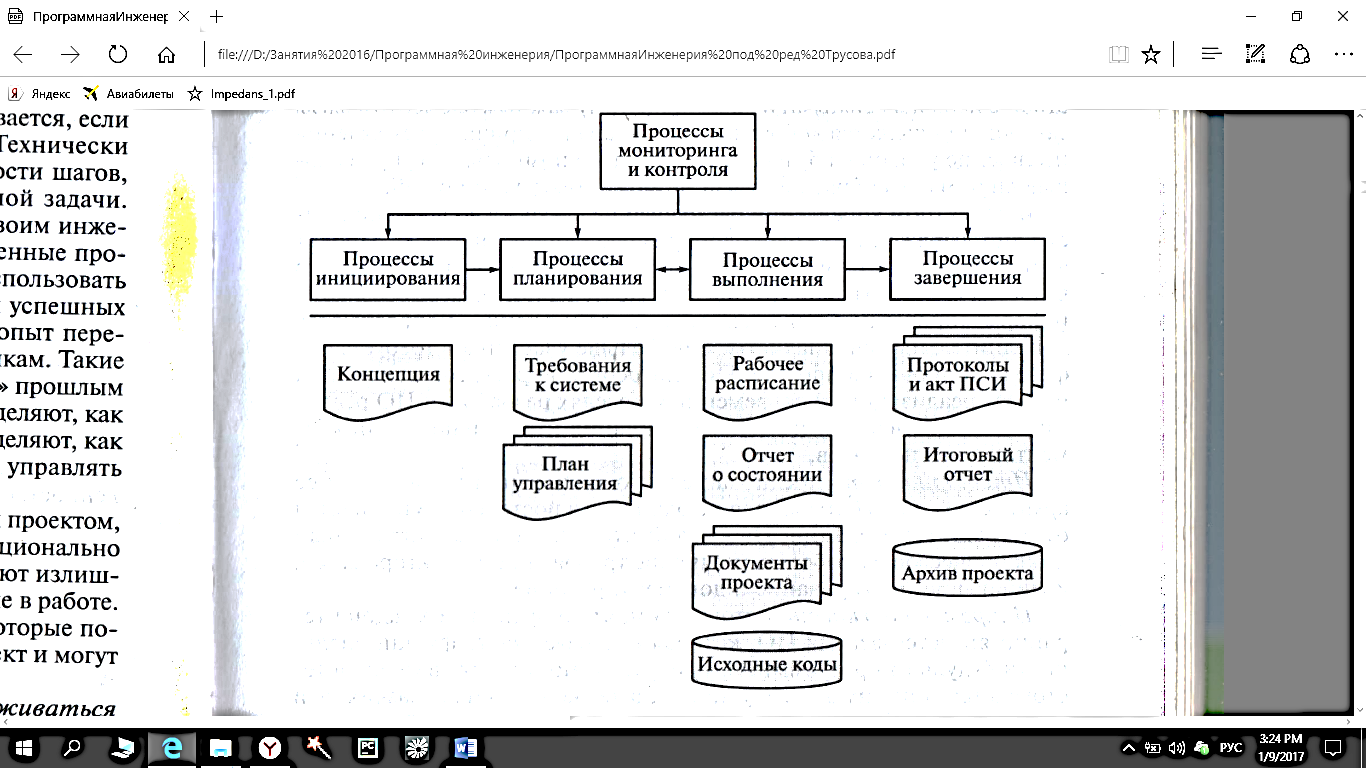 ПрограммнаяИнженер
file:///D:/Занятия%202016/Программная%20инженерия/ПрограммнаяИнженерия%20под%20ред%20Трусова.pdf
Яндекс
Авиабилеты
Impedans_1.pdf
вается, если
Технически
ости шагов,
ной задачи.
воим инже-
енные про-
спользовать
и успешных
опыт пере-
икам. Такие
» прошлым
деляют, как
деляют, как
управлять
проектом,
ционально
ют излиш-
е в работе.
оторые по-
ект и могут
живаться
Процессы
мониторинга
и контроля
Процессы
инициирования
Процессы
планирования
Процессы
выполнения
Процессы
завершения
Концепция
Требования
к системе
План
управления
Рабочее
расписание
Отчет
о состоянии
Документы
проекта
Исходные коды
Протоколы
и акт ПСИ
Итоговый
отчет
Архив проекта
РУС
3:24 PM
1/9/2017